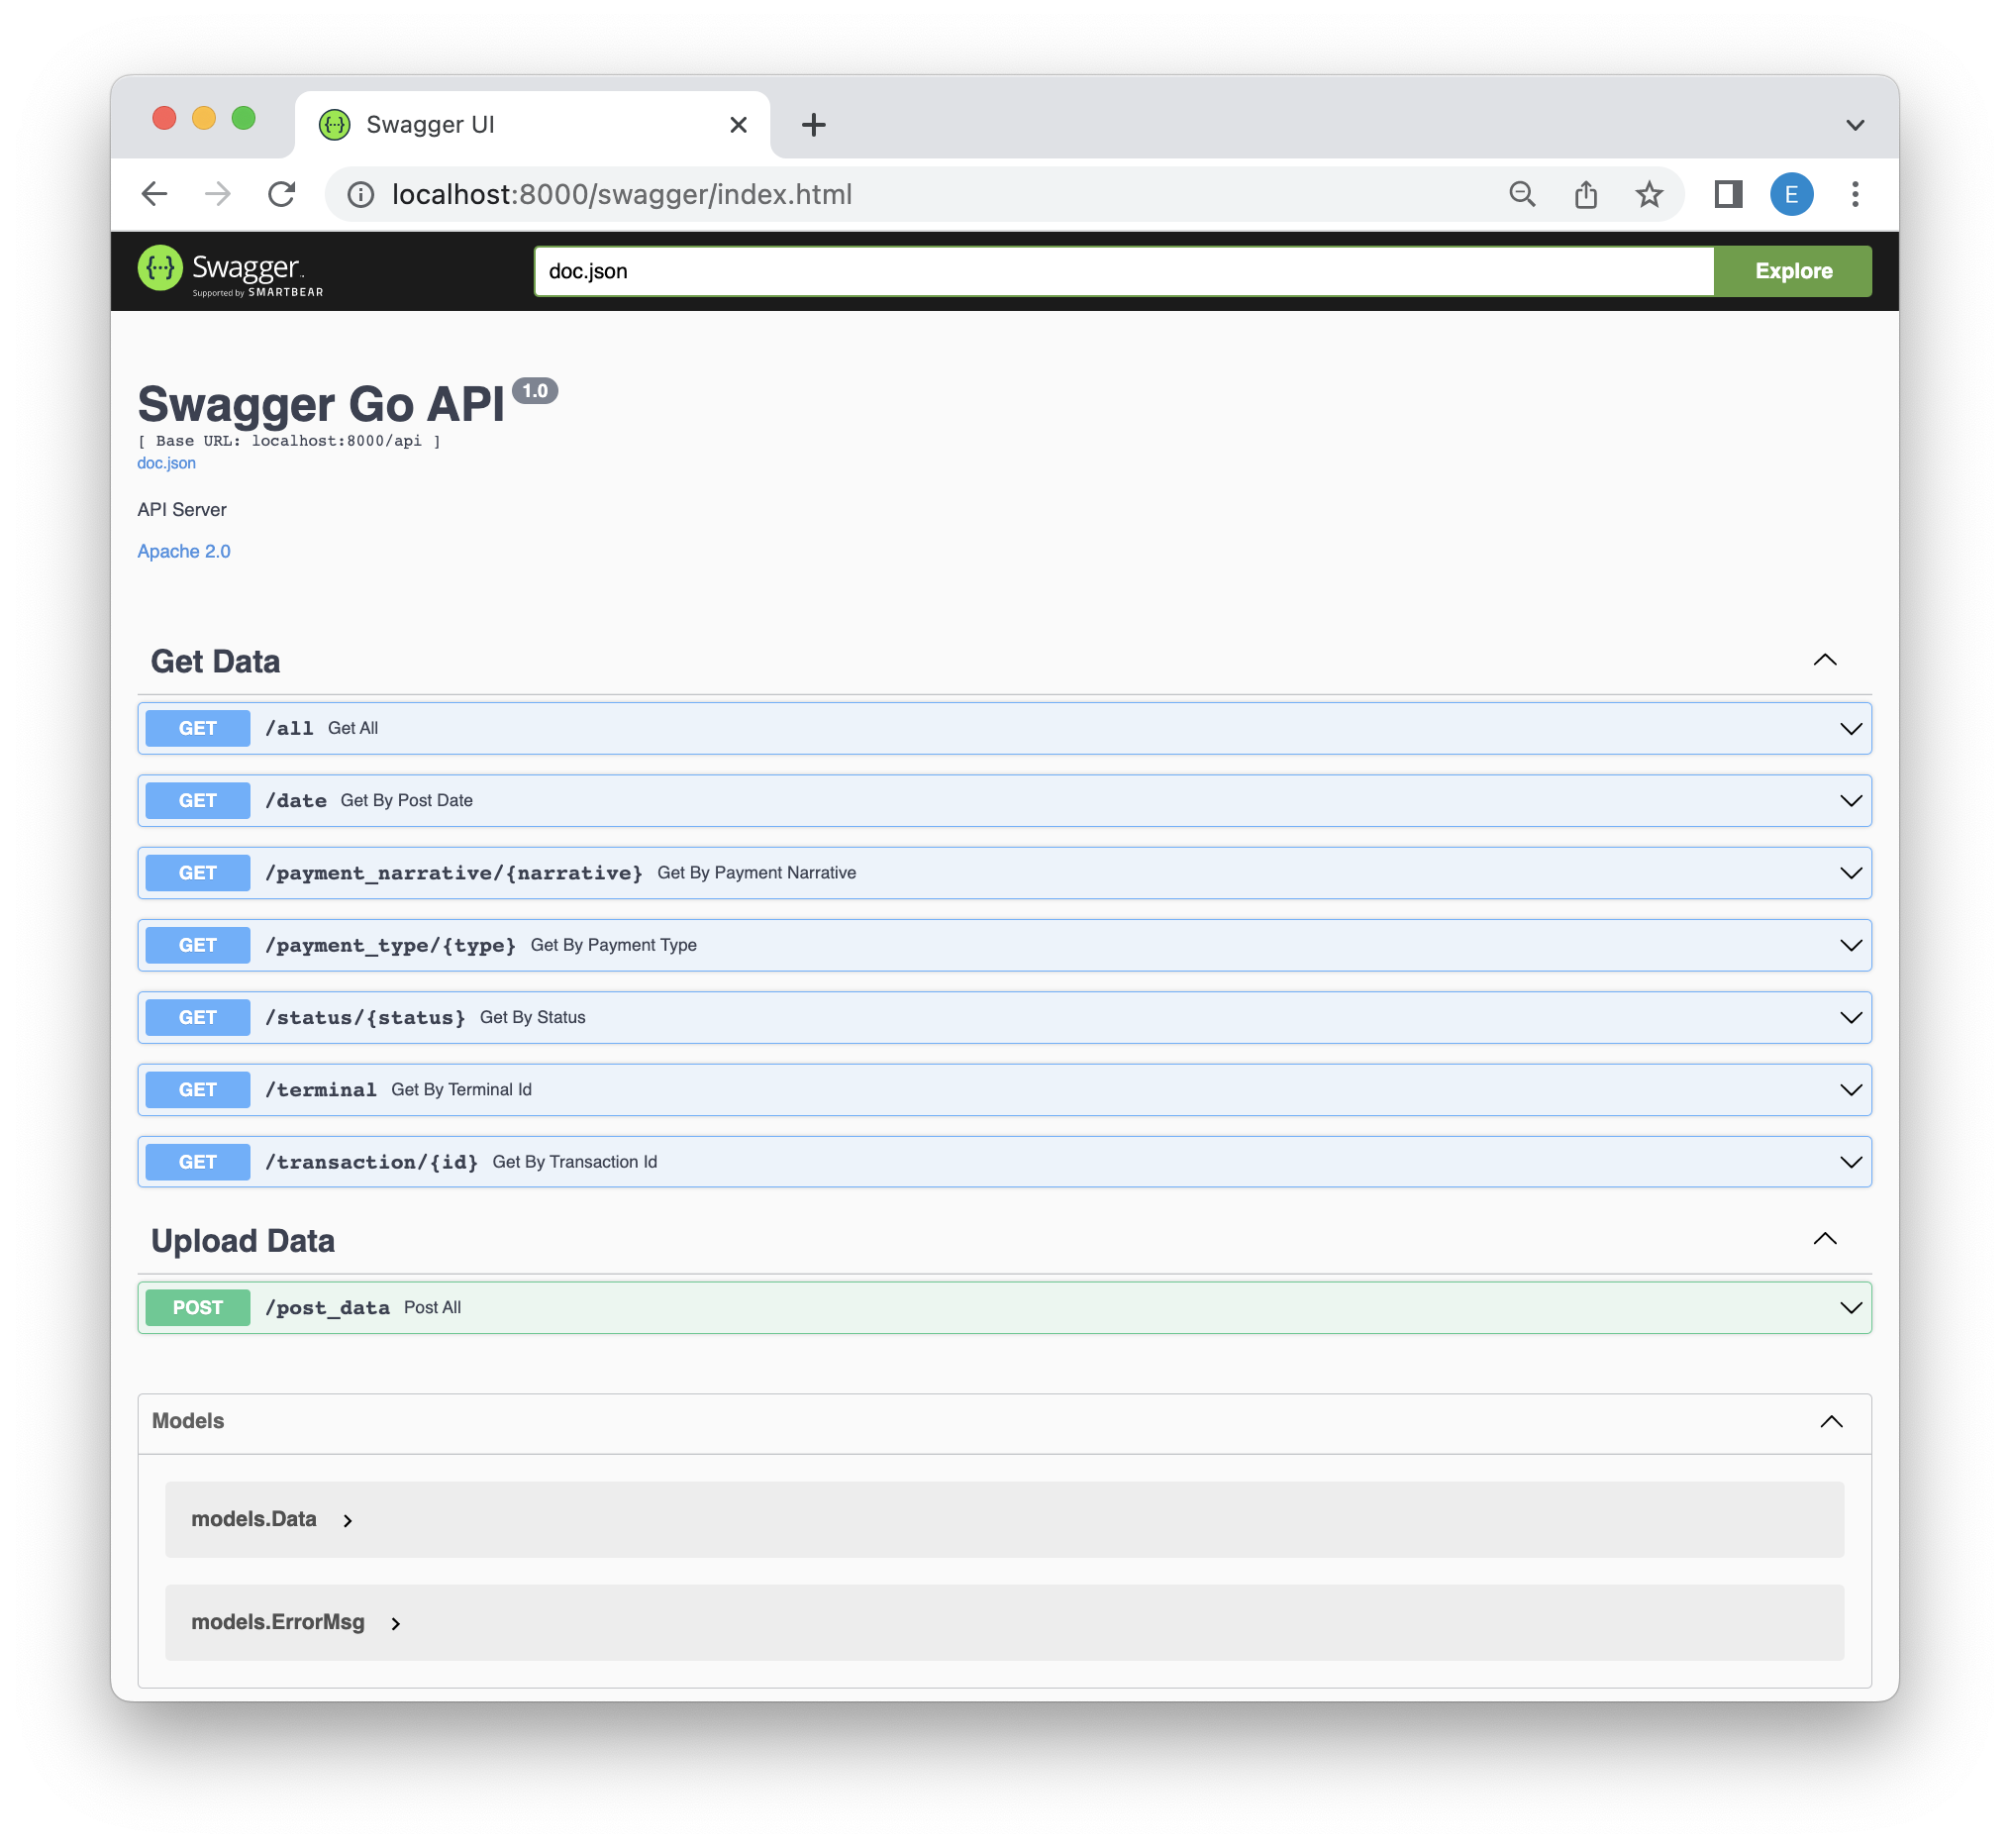 Swagger UI
localhost:8000/swagger/index.html
E
Swagger
Supported by SMARTBEAR
doc.json
Explore
Swagger Go API 1.0
[ Base URL: localhost:8000/api ]
doc.json
API Server
Apache 2.0
Get Data
GET /all Get All
GET /date Get By Post Date
GET /payment_narrative/{narrative} Get By Payment Narrative
GET /payment_type/{type} Get By Payment Type
GET /status/{status} Get By Status
GET /terminal Get By Terminal Id
GET /transaction/{id} Get By Transaction Id
Upload Data
POST /post_data Post All
Models
models.Data
models.ErrorMsg